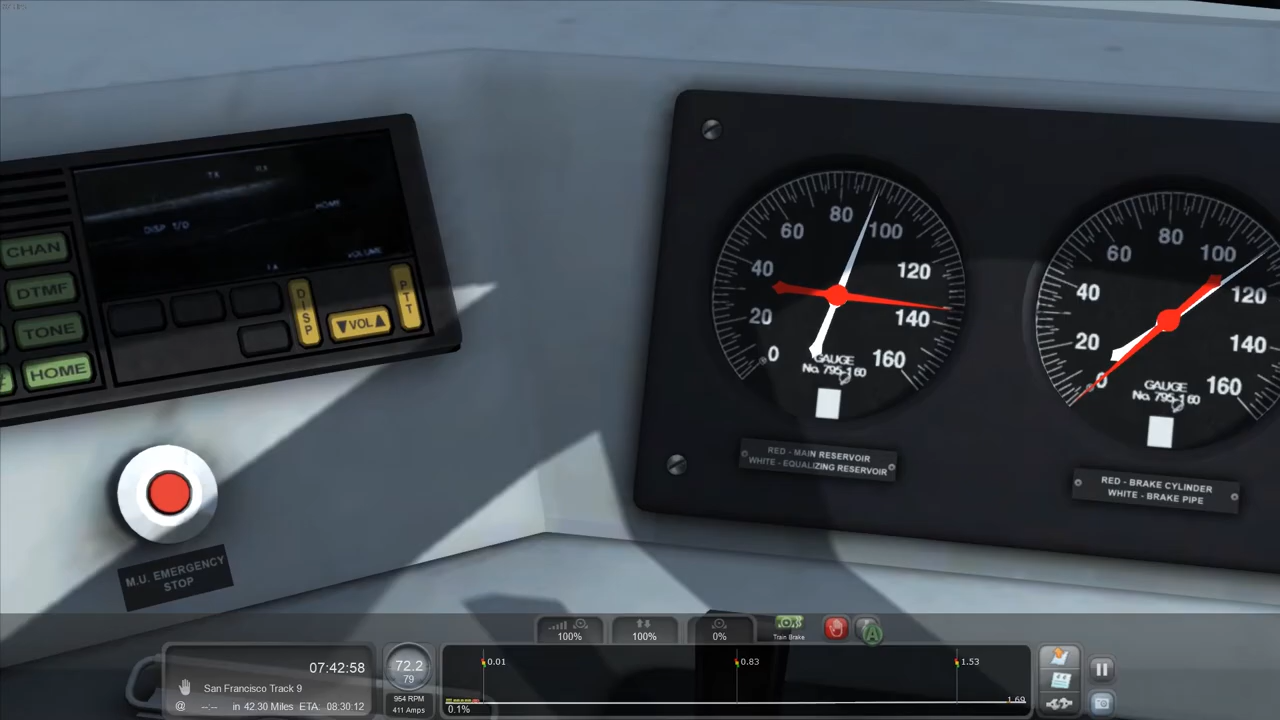 TX
RX
HOME
DISP T/D
VOLUME
CHAN
DTMF
TONE
HOME
DISP
▼VOL▲
PTT
M.U. EMERGENCY
STOP
0
20
40
60
80
100
120
140
160
GAUGE
No. 795-160
RED - MAIN RESERVOIR
WHITE - EQUALIZING RESERVOIR
0
20
40
60
80
100
120
140
160
GAUGE
No. 795-160
RED - BRAKE CYLINDER
WHITE - BRAKE PIPE
100%
100%
0%
Train Brake
A
07:42:58
San Francisco Track 9
@ --:-- in 42.30 Miles ETA: 08:30:12
72.2
79
954 RPM
411 Amps
0.01
0.83
1.53
1.69
0.1%